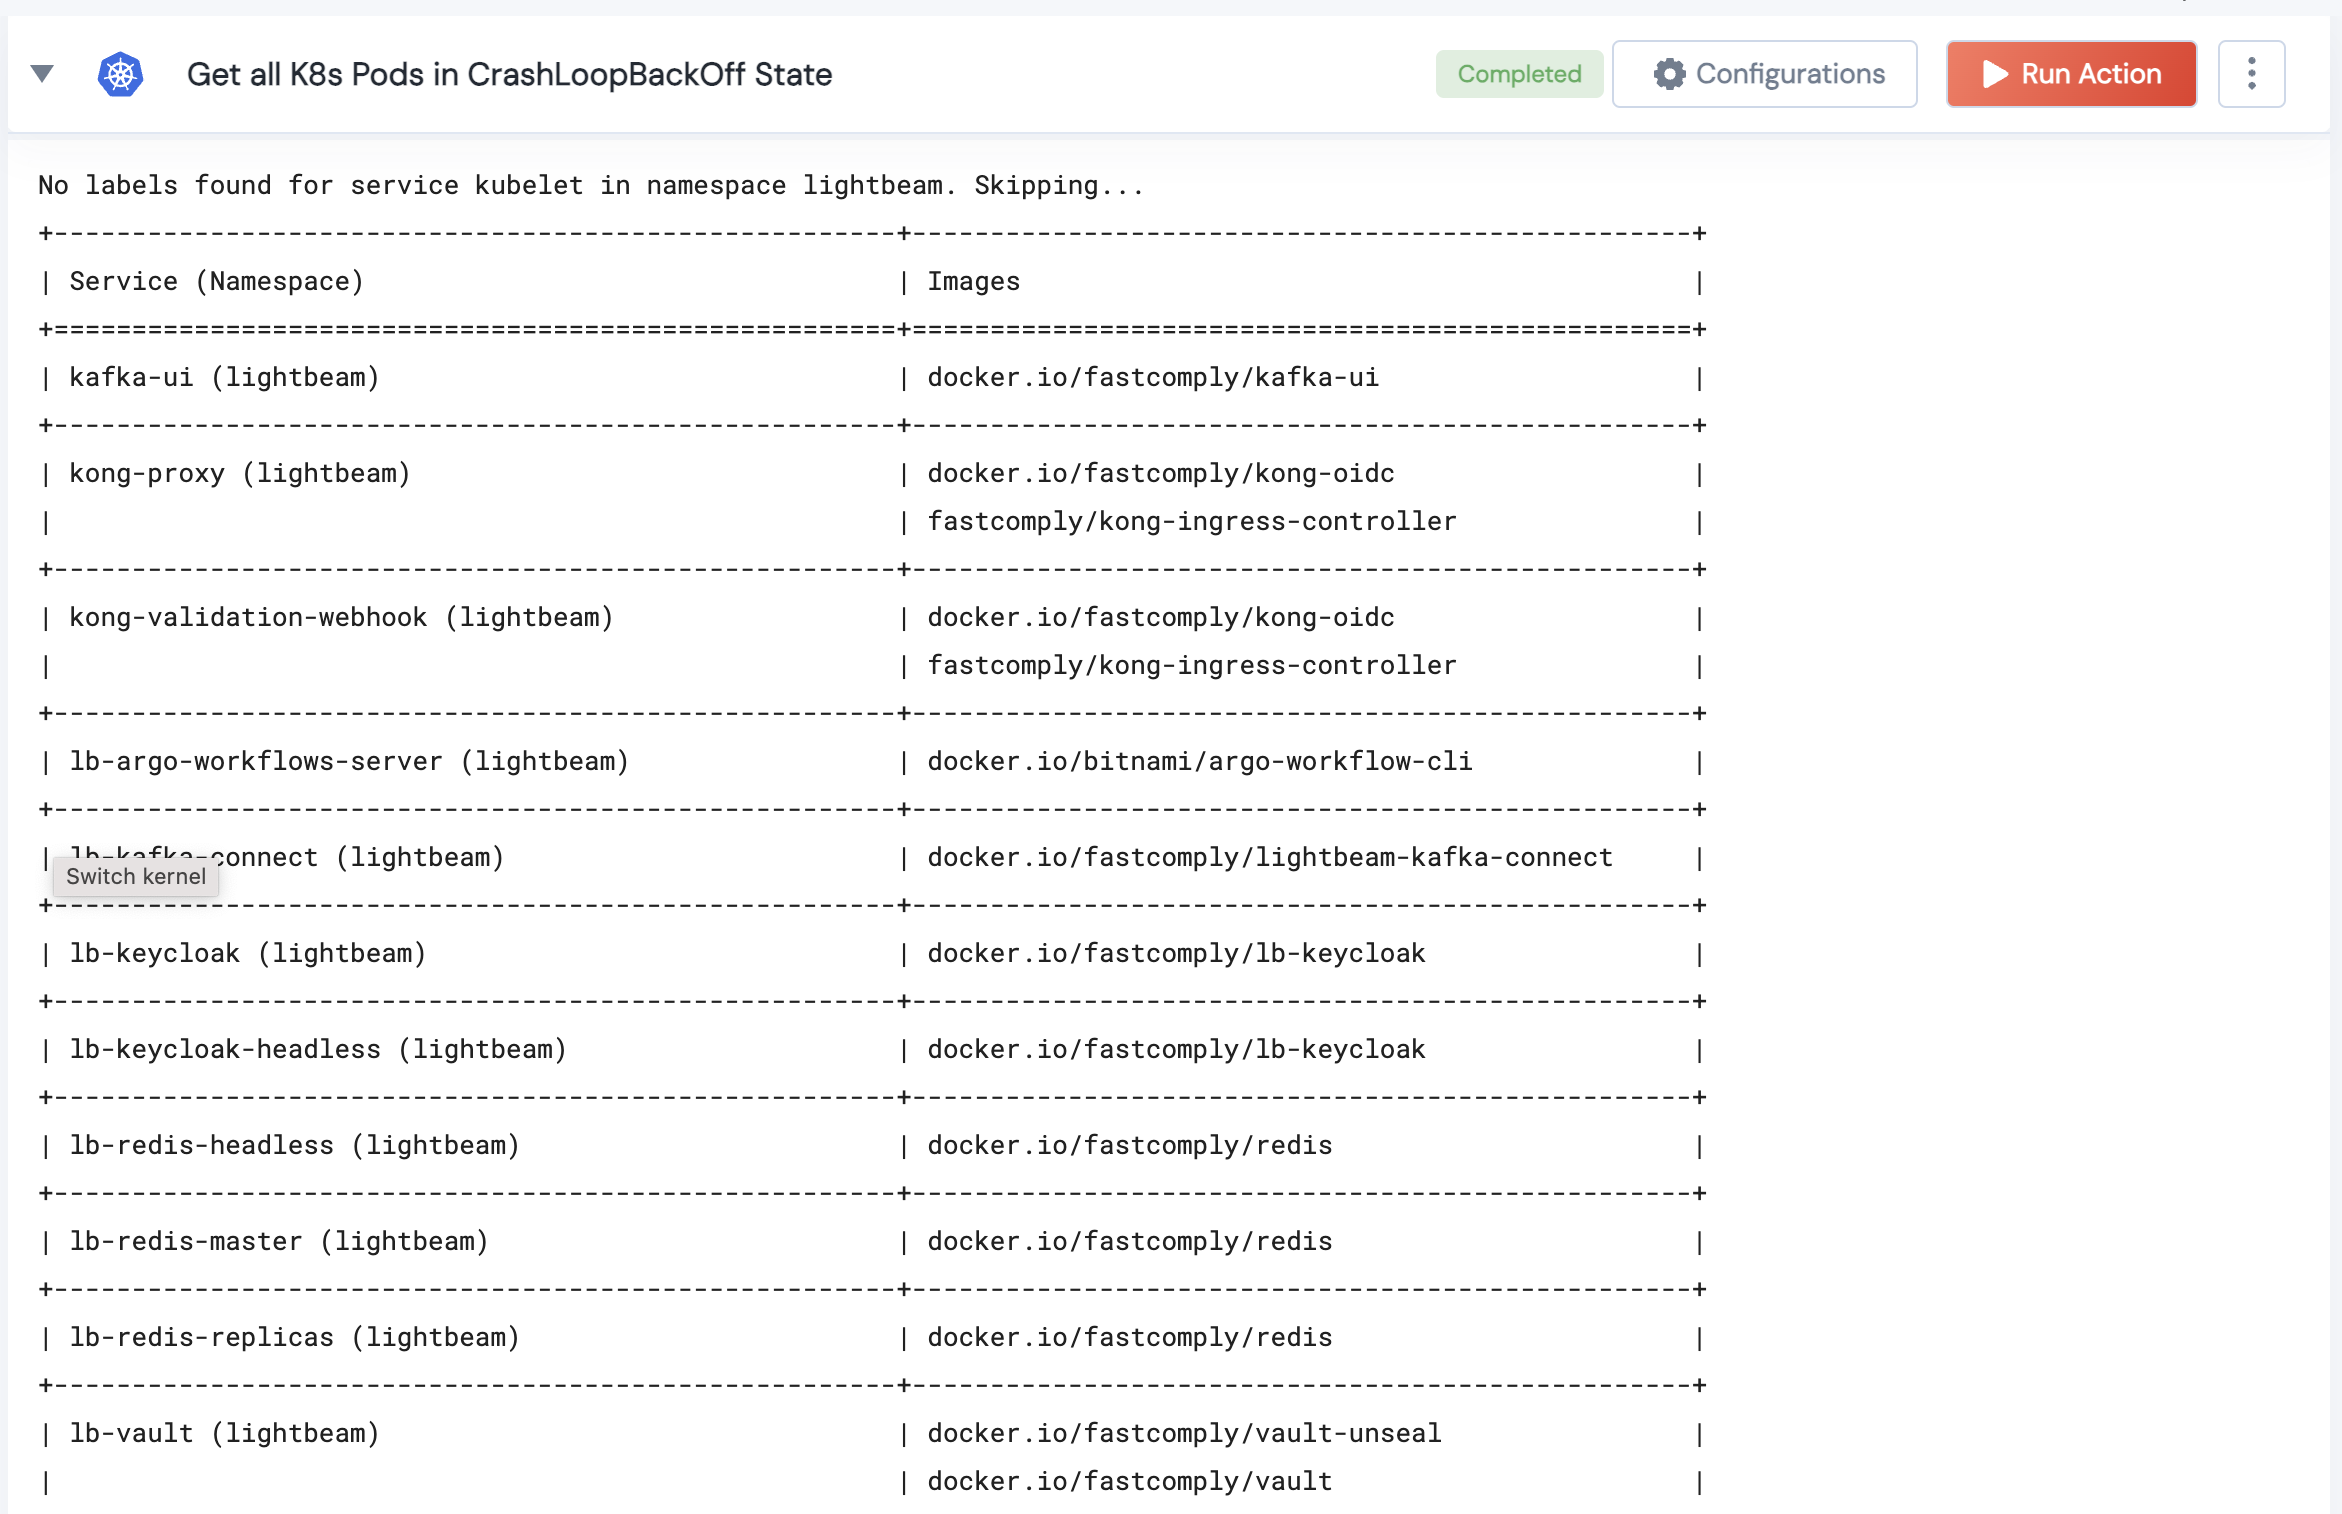 Get all K8s Pods in CrashLoopBackOff State
Completed
Configurations
Run Action
No labels found for service kubelet in namespace lightbeam. Skipping...
| Service (Namespace) | Images |
| kafka-ui (lightbeam) | docker.io/fastcomply/kafka-ui |
| kong-proxy (lightbeam) | docker.io/fastcomply/kong-oidc |
| | fastcomply/kong-ingress-controller |
| kong-validation-webhook (lightbeam) | docker.io/fastcomply/kong-oidc |
| | fastcomply/kong-ingress-controller |
| lb-argo-workflows-server (lightbeam) | docker.io/bitnami/argo-workflow-cli |
| lb-kafka-connect (lightbeam) | docker.io/fastcomply/lightbeam-kafka-connect |
Switch kernel
| lb-keycloak (lightbeam) | docker.io/fastcomply/lb-keycloak |
| lb-keycloak-headless (lightbeam) | docker.io/fastcomply/lb-keycloak |
| lb-redis-headless (lightbeam) | docker.io/fastcomply/redis |
| lb-redis-master (lightbeam) | docker.io/fastcomply/redis |
| lb-redis-replicas (lightbeam) | docker.io/fastcomply/redis |
| lb-vault (lightbeam) | docker.io/fastcomply/vault-unseal |
| | docker.io/fastcomply/vault |